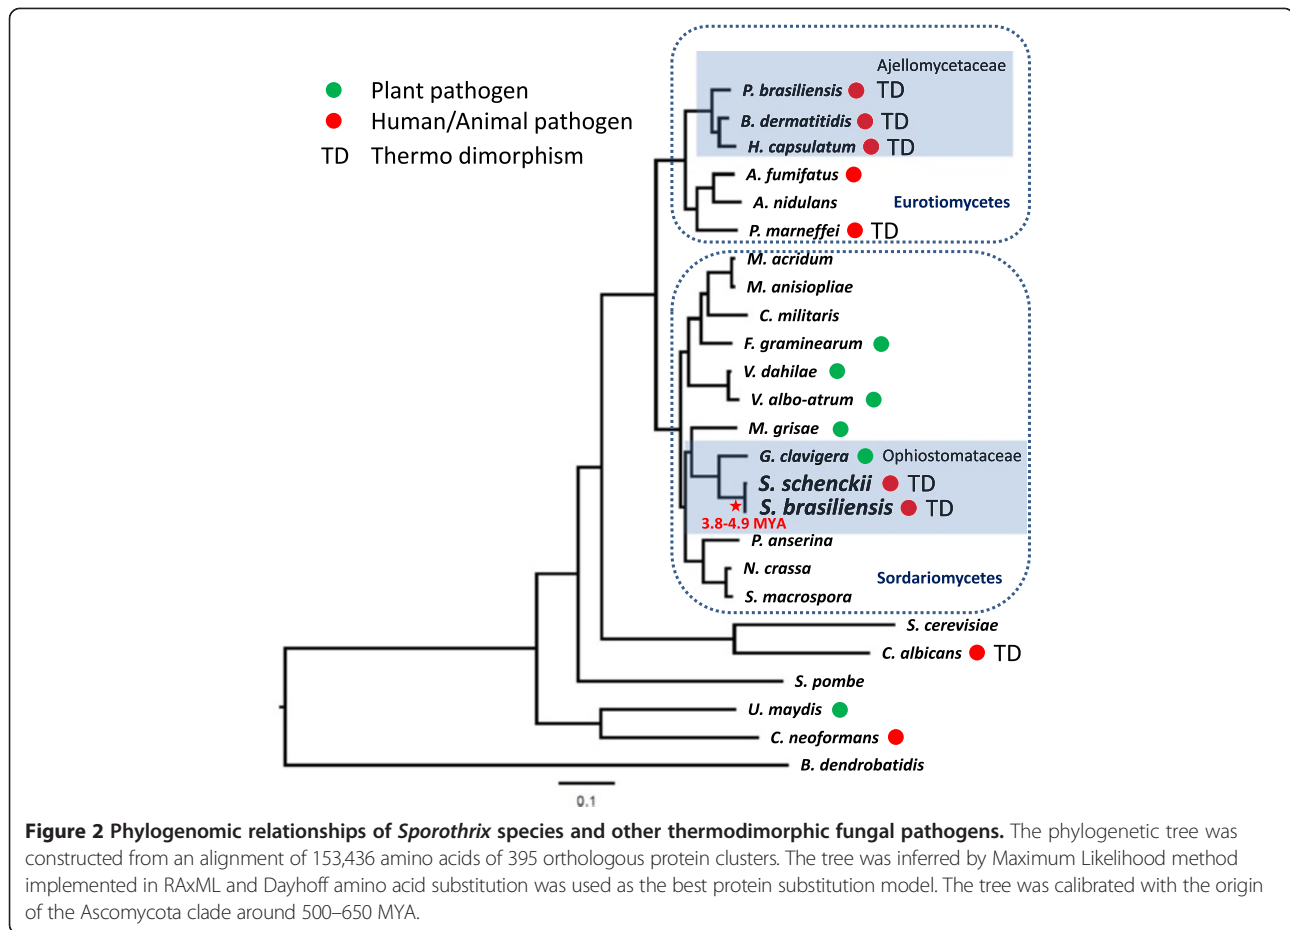 Plant pathogen
Human/Animal pathogen
TD Thermo dimorphism
Ajellomycetaceae
P. brasiliensis TD
B. dermatitidis TD
H. capsulatum TD
A. fumifatus
A. nidulans
Eurotiomycetes
P. marneffei TD
M. acridum
M. anisiopliae
C. militaris
F. graminearum
V. dahilae
V. albo-atrum
M. grisae
G. clavigera Ophiostomataceae
S. schenckii TD
S. brasiliensis TD
3.8-4.9 MYA
P. anserina
N. crassa
Sordariomycetes
S. macrospora
S. cerevisiae
C. albicans TD
S. pombe
U. maydis
C. neoformans
B. dendrobatidis
0.1
Figure 2 Phylogenomic relationships of Sporothrix species and other thermodimorphic fungal pathogens. The phylogenetic tree was
constructed from an alignment of 153,436 amino acids of 395 orthologous protein clusters. The tree was inferred by Maximum Likelihood method
implemented in RAxML and Dayhoff amino acid substitution was used as the best protein substitution model. The tree was calibrated with the origin
of the Ascomycota clade around 500–650 MYA.